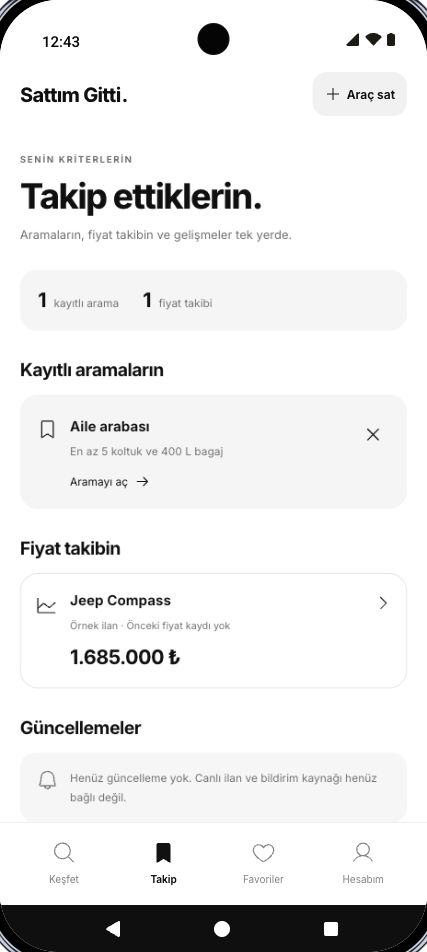 12:43
Sattım Gitti.
Araç sat
SENİN KRİTERLERİN
Takip ettiklerin.
Aramaların, fiyat takibin ve gelişmeler tek yerde.
1 kayıtlı arama 1 fiyat takibi
Kayıtlı aramaların
Aile arabası
En az 5 koltuk ve 400 L bagaj
Aramayı aç →
Fiyat takibin
Jeep Compass
Örnek ilan · Önceki fiyat kaydı yok
1.685.000 ₺
Güncellemeler
Henüz güncelleme yok. Canlı ilan ve bildirim kaynağı henüz
bağlı değil.
Keşfet Takip Favoriler Hesabım